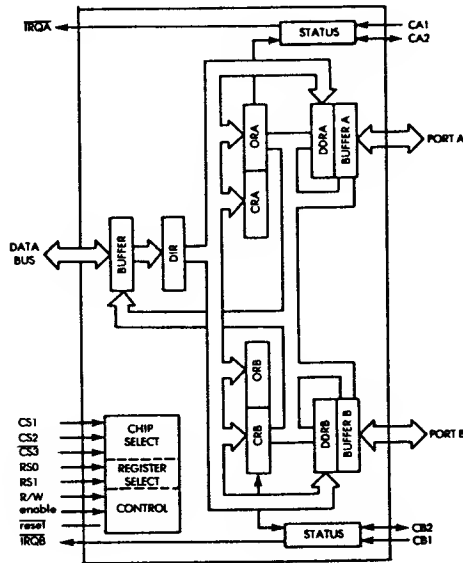 IRQA
STATUS
CA1
CA2
ORA
CRA
DDRA
BUFFER A
PORT A
DATA
BUS
BUFFER
DIR
ORB
CRB
DDRB
BUFFER B
PORT B
CS1
CS2
CS3
RS0
RS1
R/W
enable
reset
CHIP
SELECT
REGISTER
SELECT
CONTROL
IRQB
STATUS
CB2
CB1